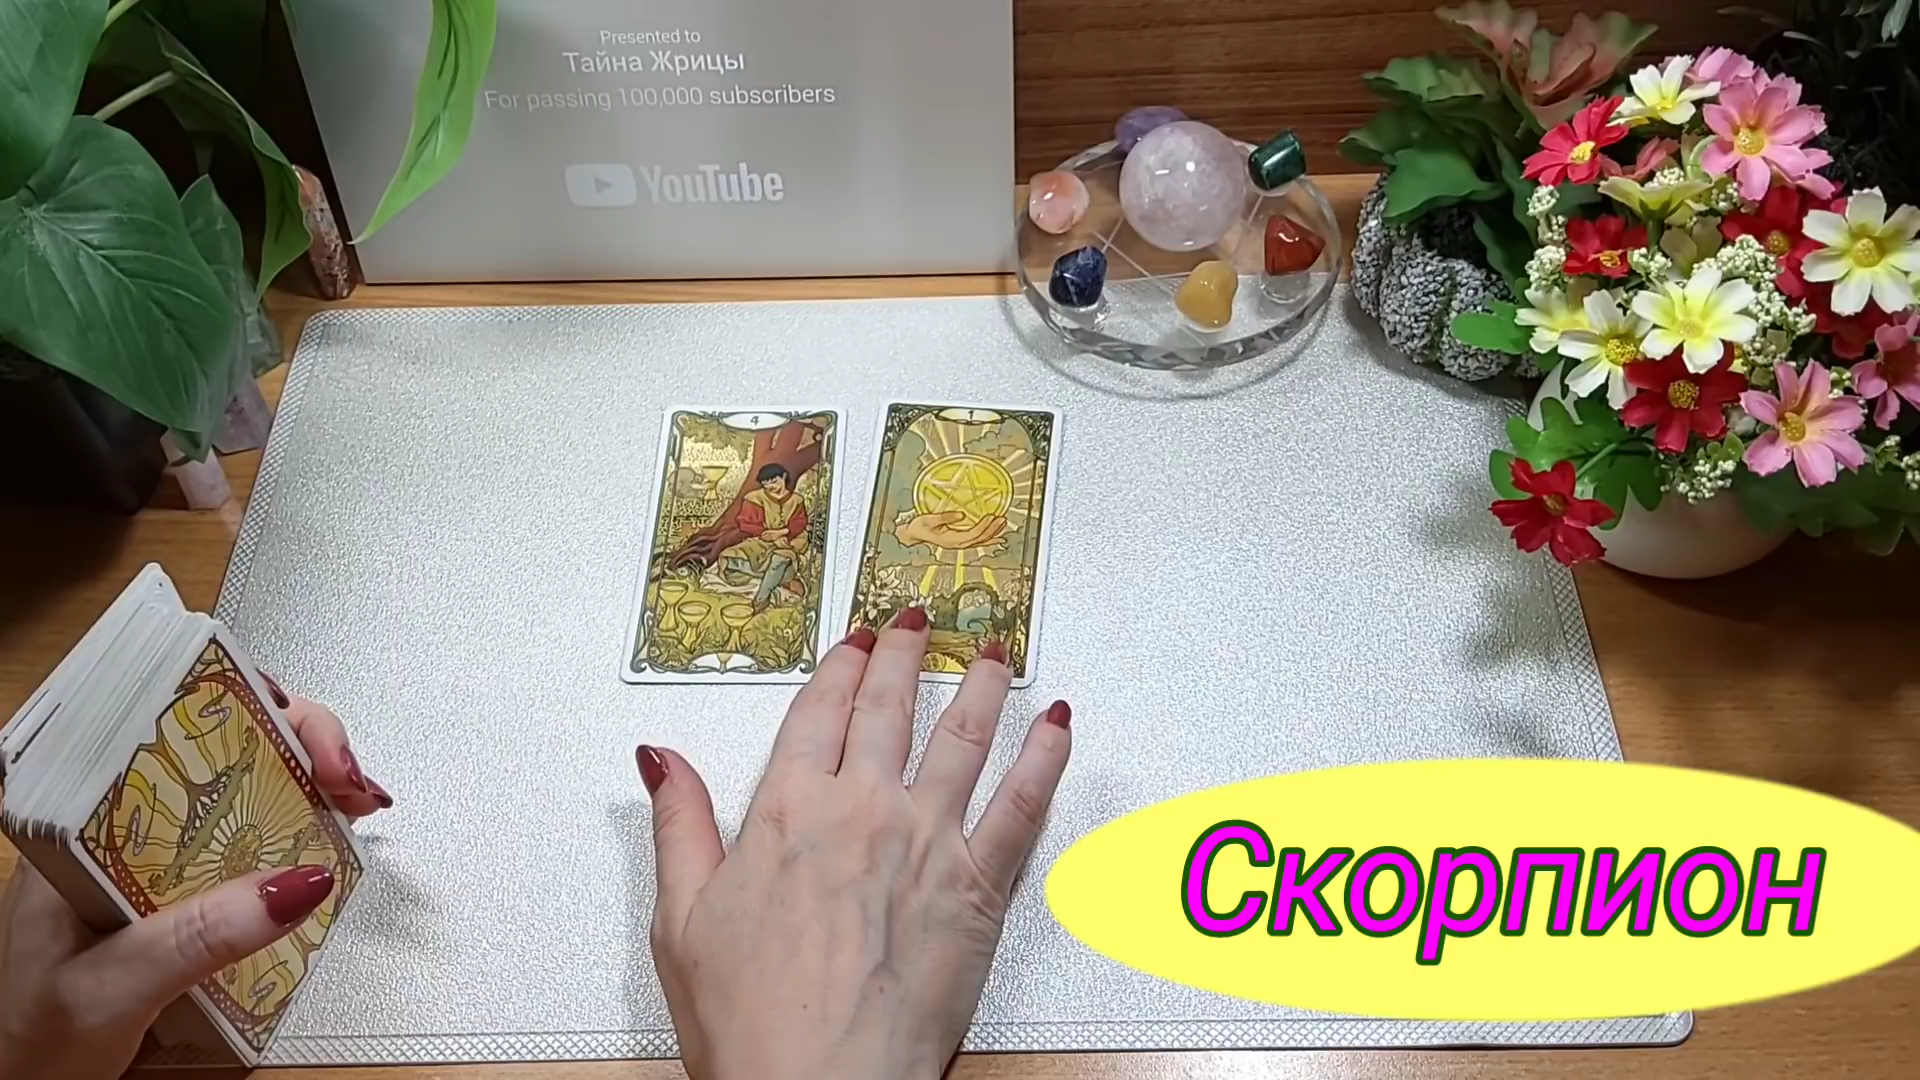 Presented to
Тайна Жрицы
For passing 100,000 subscribers
YouTube
4
1
Скорпион